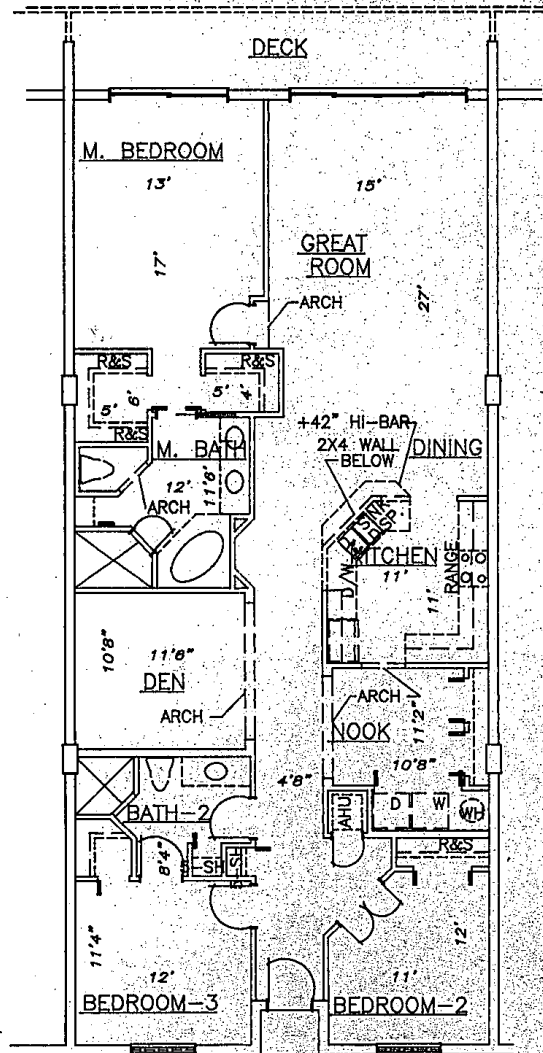 DECK
M. BEDROOM
13'
17'
15'
GREAT
ROOM
27'
ARCH
R&S
5'
6'
R&S
R&S
5'
4'
M. BATH
12'
11'6"
ARCH
+42" HI-BAR
2X4 WALL
BELOW
DINING
SINK
DISP
D/W
KITCHEN
11'
11'
RANGE
10'8"
11'6"
DEN
ARCH
ARCH
NOOK
11'2"
10'8"
4'8"
BATH-2
8'4"
SH
AHU
D
W
WH
R&S
11'4"
12'
BEDROOM-3
12'
11'
BEDROOM-2